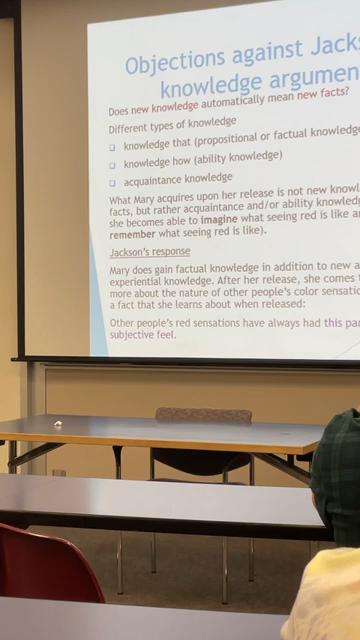 Objections against Jack
knowledge argumen
Does new knowledge automatically mean new facts?
Different types of knowledge
knowledge that (propositional or factual knowledge
knowledge how (ability knowledge)
acquaintance knowledge
What Mary acquires upon her release is not new knowl
facts, but rather acquaintance and/or ability knowledg
she becomes able to imagine what seeing red is like a
remember what seeing red is like).
Jackson's response
Mary does gain factual knowledge in addition to new a
experiential knowledge. After her release, she comes t
more about the nature of other people's color sensatio
a fact that she learns about when released:
Other people's red sensations have always had this par
subjective feel.